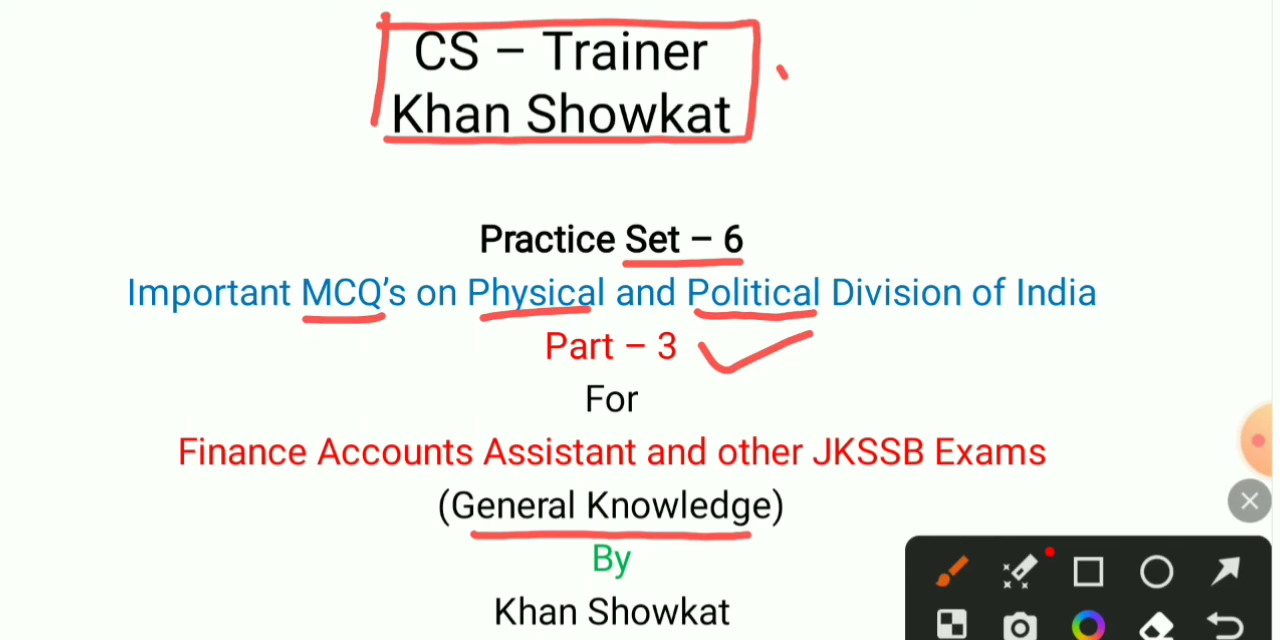 CS – Trainer
Khan Showkat
Practice Set – 6
Important MCQ’s on Physical and Political Division of India
Part – 3
For
Finance Accounts Assistant and other JKSSB Exams
(General Knowledge)
By
Khan Showkat